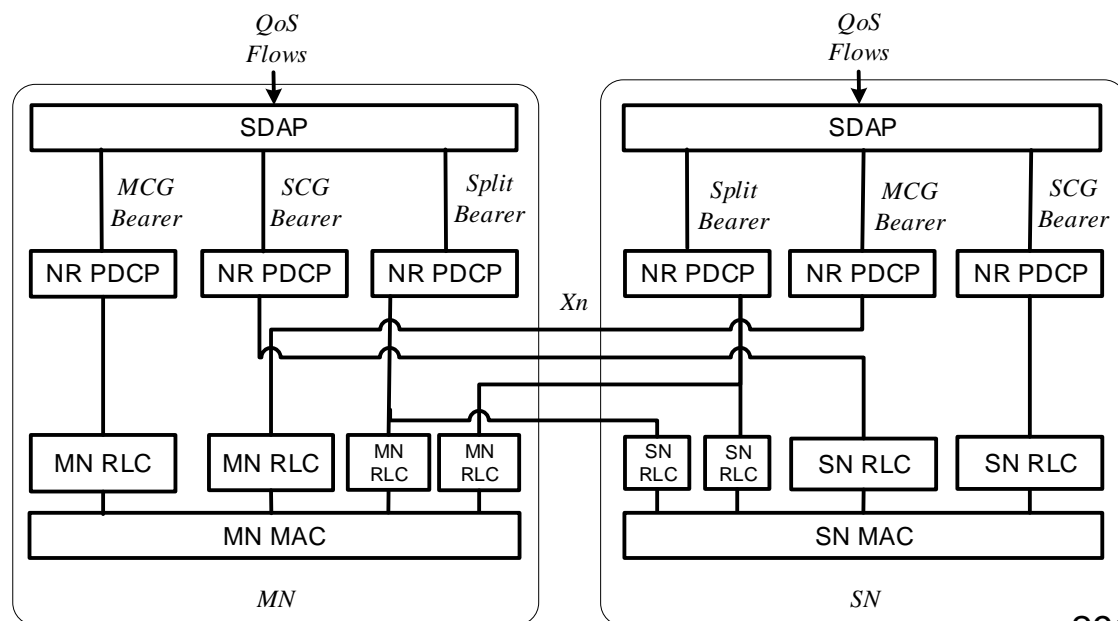 QoS
Flows
QoS
Flows
SDAP
SDAP
MCG
Bearer
SCG
Bearer
Split
Bearer
Split
Bearer
MCG
Bearer
SCG
Bearer
NR PDCP
NR PDCP
NR PDCP
NR PDCP
NR PDCP
NR PDCP
Xn
MN RLC
MN RLC
MN
RLC
MN
RLC
SN
RLC
SN
RLC
SN RLC
SN RLC
MN MAC
SN MAC
MN
SN